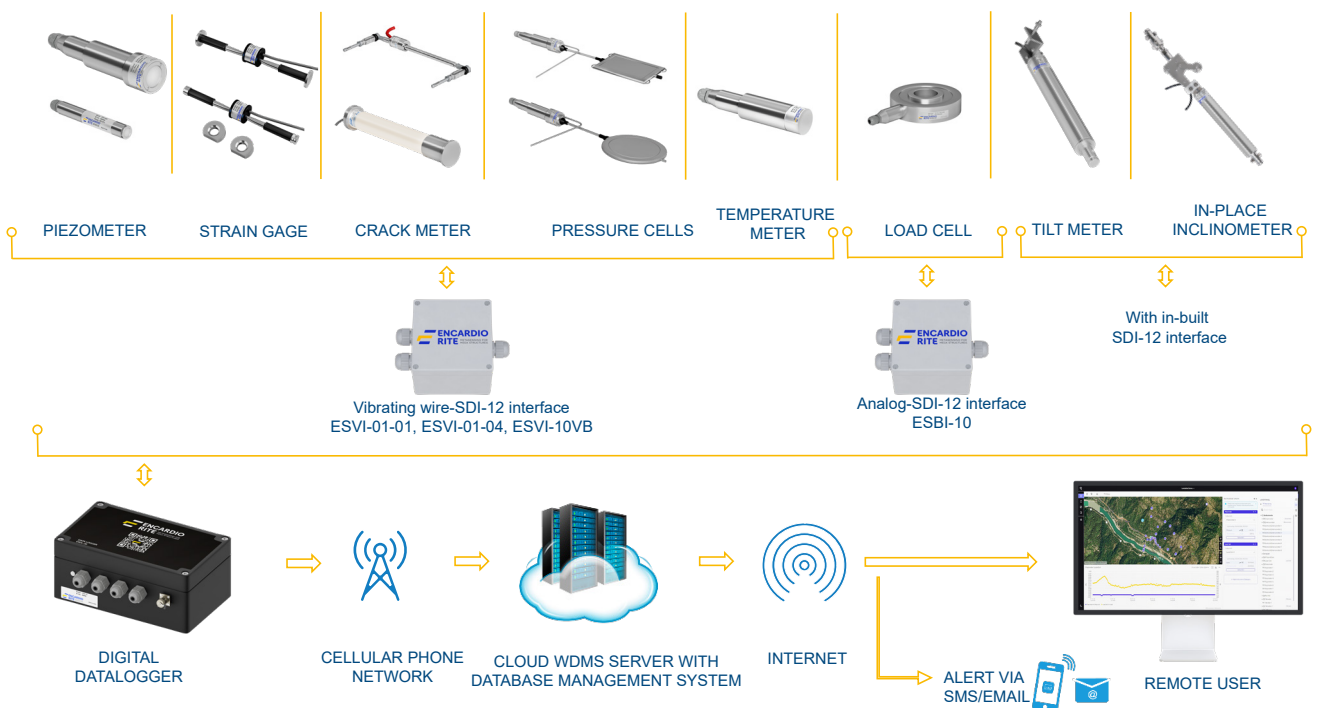 PIEZOMETER
STRAIN GAGE
CRACK METER
PRESSURE CELLS
TEMPERATURE
METER
LOAD CELL
TILT METER
IN-PLACE
INCLINOMETER
ENCARDIO
RITE
ENCARDIO
RITE
With in-built
SDI-12 interface
Vibrating wire-SDI-12 interface
ESVI-01-01, ESVI-01-04, ESVI-10VB
Analog-SDI-12 interface
ESBI-10
ENCARDIO
RITE
DIGITAL
DATALOGGER
CELLULAR PHONE
NETWORK
CLOUD WDMS SERVER WITH
DATABASE MANAGEMENT SYSTEM
INTERNET
ALERT VIA
SMS/EMAIL
@
REMOTE USER